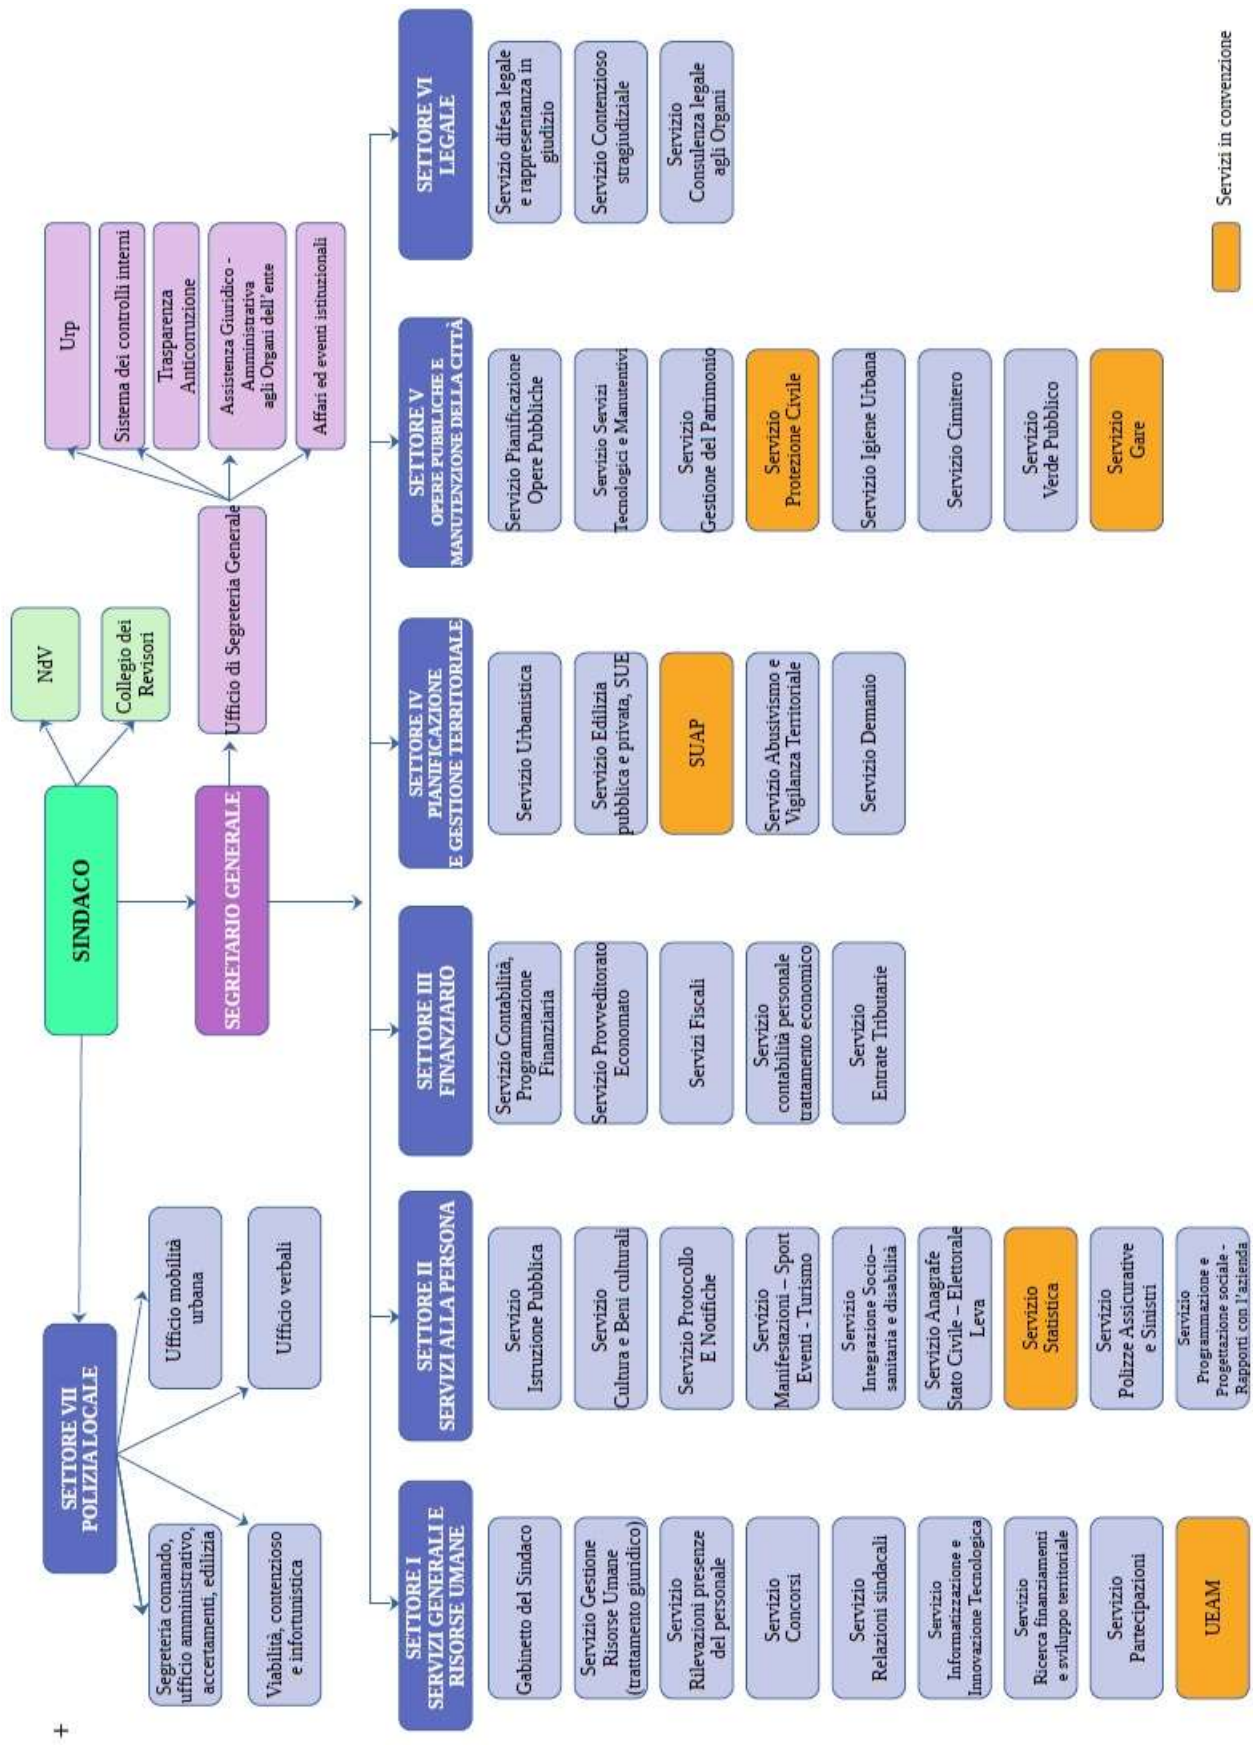 +
SETTORE VII
POLIZIA LOCALE
Segreteria comando,
ufficio amministrativo,
accertamenti, edilizia
Viabilità, contenzioso
e infortunistica
Ufficio mobilità
urbana
Ufficio verbali
SINDACO
NdV
Collegio dei
Revisori
SEGRETARIO GENERALE
Ufficio di Segreteria Generale
Urp
Sistema dei controlli interni
Trasparenza
Anticorruzione
Assistenza Giuridico -
Amministrativa
agli Organi dell'ente
Affari ed eventi istituzionali
SETTORE I
SERVIZI GENERALI E
RISORSE UMANE
Gabinetto del Sindaco
Servizio Gestione
Risorse Umane
(trattamento giuridico)
Servizio
Rilevazioni presenze
del personale
Servizio
Concorsi
Servizio
Relazioni sindacali
Servizio
Informatizzazione e
Innovazione Tecnologica
Servizio
Ricerca finanziamenti
e sviluppo territoriale
Servizio
Partecipazioni
UEAM
SETTORE II
SERVIZI ALLA PERSONA
Servizio
Istruzione Pubblica
Servizio
Cultura e Beni culturali
Servizio Protocollo
E Notifiche
Servizio
Manifestazioni – Sport
Eventi - Turismo
Servizio
Integrazione Socio–
sanitaria e disabilità
Servizio Anagrafe
Stato Civile – Elettorale
Leva
Servizio
Statistica
Servizio
Polizze Assicurative
e Sinistri
Servizio
Programmazione e
Progettazione sociale -
Rapporti con l'azienda
SETTORE III
FINANZIARIO
Servizio Contabilità,
Programmazione
Finanziaria
Servizio Provveditorato
Economato
Servizi Fiscali
Servizio
contabilità personale
trattamento economico
Servizio
Entrate Tributarie
SETTORE IV
PIANIFICAZIONE
E GESTIONE TERRITORIALE
Servizio Urbanistica
Servizio Edilizia
pubblica e privata, SUE
SUAP
Servizio Abusivismo e
Vigilanza Territoriale
Servizio Demanio
SETTORE V
OPERE PUBBLICHE E
MANUTENZIONE DELLA CITTÀ
Servizio Pianificazione
Opere Pubbliche
Servizio Servizi
Tecnologici e Manutentivi
Servizio
Gestione del Patrimonio
Servizio
Protezione Civile
Servizio Igiene Urbana
Servizio Cimitero
Servizio
Verde Pubblico
Servizio
Gare
SETTORE VI
LEGALE
Servizio difesa legale
e rappresentanza in
giudizio
Servizio Contenzioso
stragiudiziale
Servizio
Consulenza legale
agli Organi
Servizi in convenzione